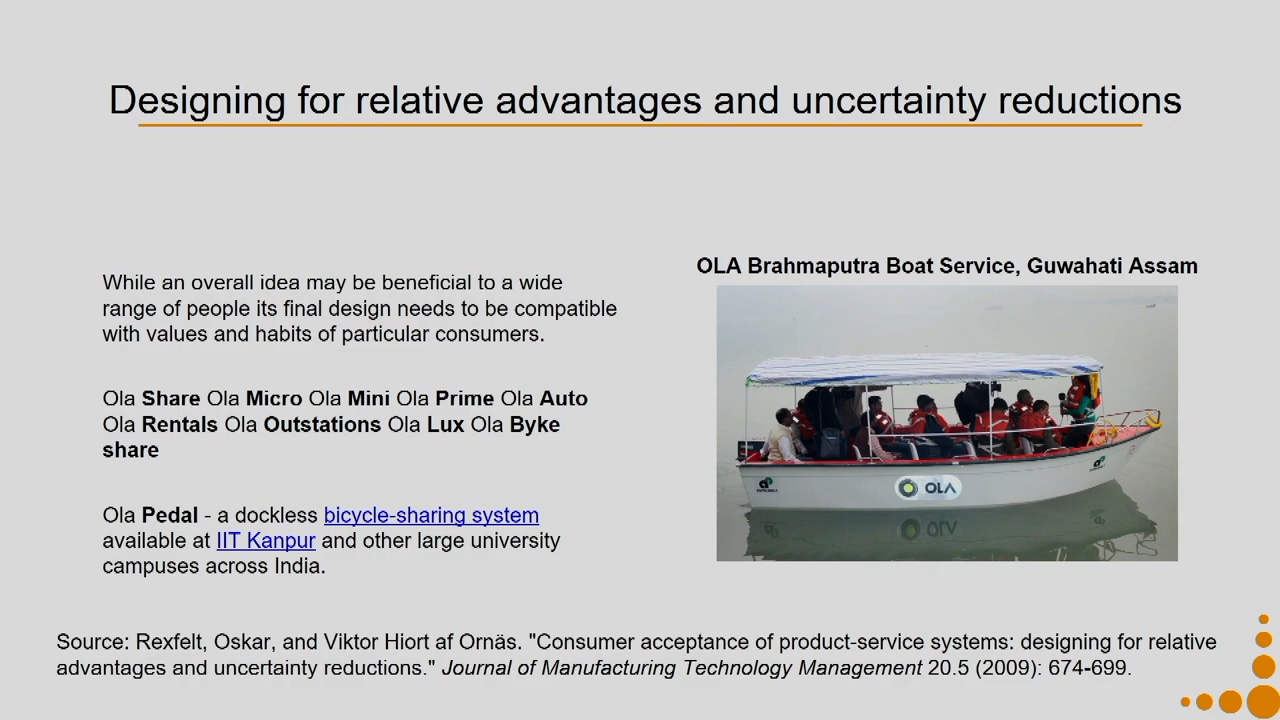 Designing for relative advantages and uncertainty reductions
While an overall idea may be beneficial to a wide
range of people its final design needs to be compatible
with values and habits of particular consumers.
Ola Share Ola Micro Ola Mini Ola Prime Ola Auto
Ola Rentals Ola Outstations Ola Lux Ola Byke
share
Ola Pedal - a dockless bicycle-sharing system
available at IIT Kanpur and other large university
campuses across India.
OLA Brahmaputra Boat Service, Guwahati Assam
OLA
Source: Rexfelt, Oskar, and Viktor Hiort af Ornäs. "Consumer acceptance of product-service systems: designing for relative
advantages and uncertainty reductions." Journal of Manufacturing Technology Management 20.5 (2009): 674-699.